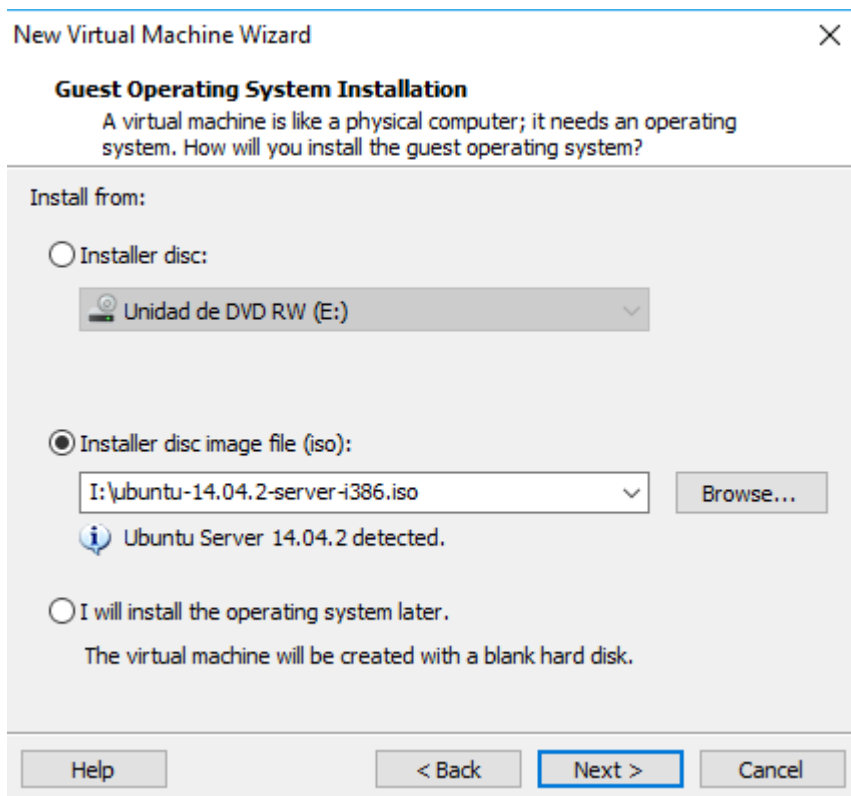 New Virtual Machine Wizard
Guest Operating System Installation
A virtual machine is like a physical computer; it needs an operating
system. How will you install the guest operating system?
Install from:
Installer disc:
Unidad de DVD RW (E:)
Installer disc image file (iso):
I:\ubuntu-14.04.2-server-i386.iso
Browse...
Ubuntu Server 14.04.2 detected.
I will install the operating system later.
The virtual machine will be created with a blank hard disk.
Help
< Back
Next >
Cancel